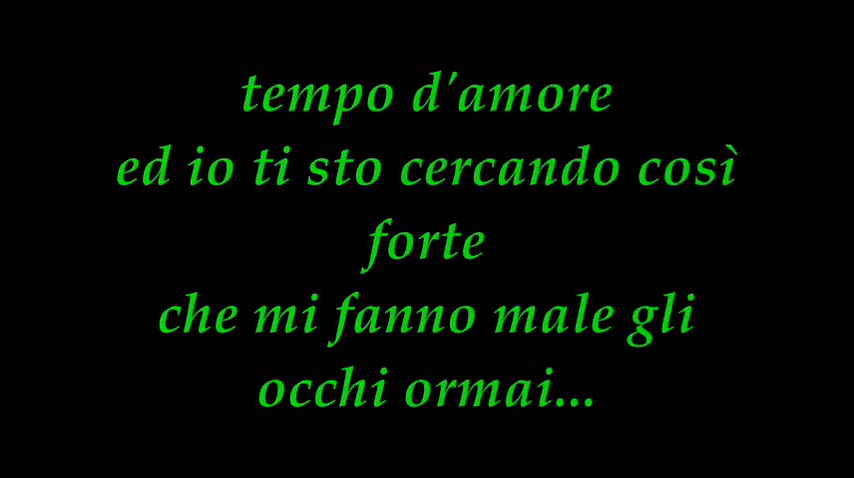 tempo d'amore
ed io ti sto cercando così
forte
che mi fanno male gli
occhi ormai...